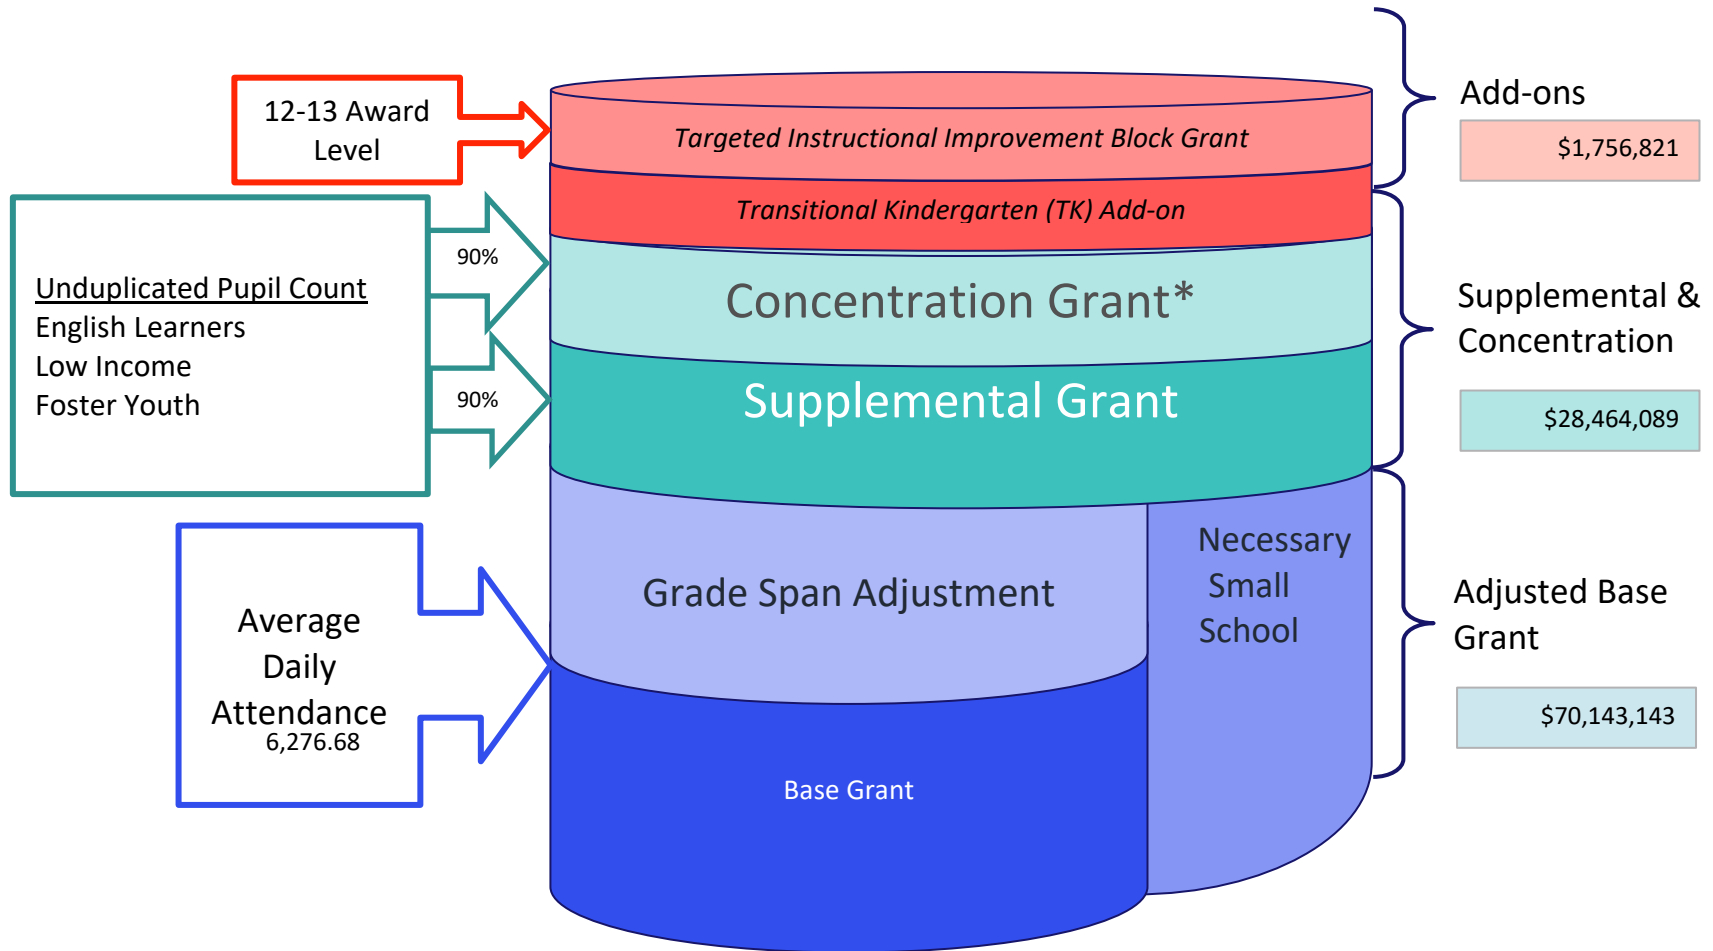 12-13 Award
Level
Unduplicated Pupil Count
English Learners
Low Income
Foster Youth
90%
90%
Average
Daily
Attendance
6,276.68
Targeted Instructional Improvement Block Grant
Transitional Kindergarten (TK) Add-on
Concentration Grant*
Supplemental Grant
Grade Span Adjustment
Necessary
Small
School
Base Grant
Add-ons
$1,756,821
Supplemental &
Concentration
$28,464,089
Adjusted Base
Grant
$70,143,143